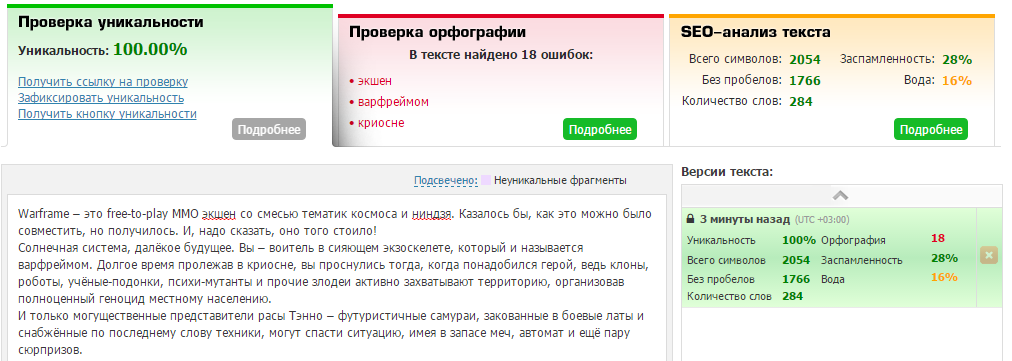 Проверка уникальности
Уникальность: 100.00%
Получить ссылку на проверку
Зафиксировать уникальность
Получить кнопку уникальности
Подробнее
Проверка орфографии
В тексте найдено 18 ошибок:
• экшен
• варфреймом
• криосне
Подробнее
SEO-анализ текста
Всего символов: 2054 Заспамленность: 28%
Без пробелов: 1766 Вода: 16%
Количество слов: 284
Подробнее
Подсвечено: Неуникальные фрагменты
Warframe – это free-to-play ММО экшен со смесью тематик космоса и ниндзя. Казалось бы, как это можно было
совместить, но получилось. И, надо сказать, оно того стоило!
Солнечная система, далёкое будущее. Вы – воитель в сияющем экзоскелете, который и называется
варфреймом. Долгое время пролежав в криосне, вы проснулись тогда, когда понадобился герой, ведь клоны,
роботы, учёные-подонки, психи-мутанты и прочие злодеи активно захватывают территорию, организовав
полноценный геноцид местному населению.
И только могущественные представители расы Тэнно – футуристичные самураи, закованные в боевые латы и
снабжённые по последнему слову техники, могут спасти ситуацию, имея в запасе меч, автомат и ещё пару
сюрпризов.
Версии текста:
3 минуты назад (UTC +03:00)
Уникальность 100% Орфография 18
Всего символов 2054 Заспамленность 28%
Без пробелов 1766 Вода 16%
Количество слов 284